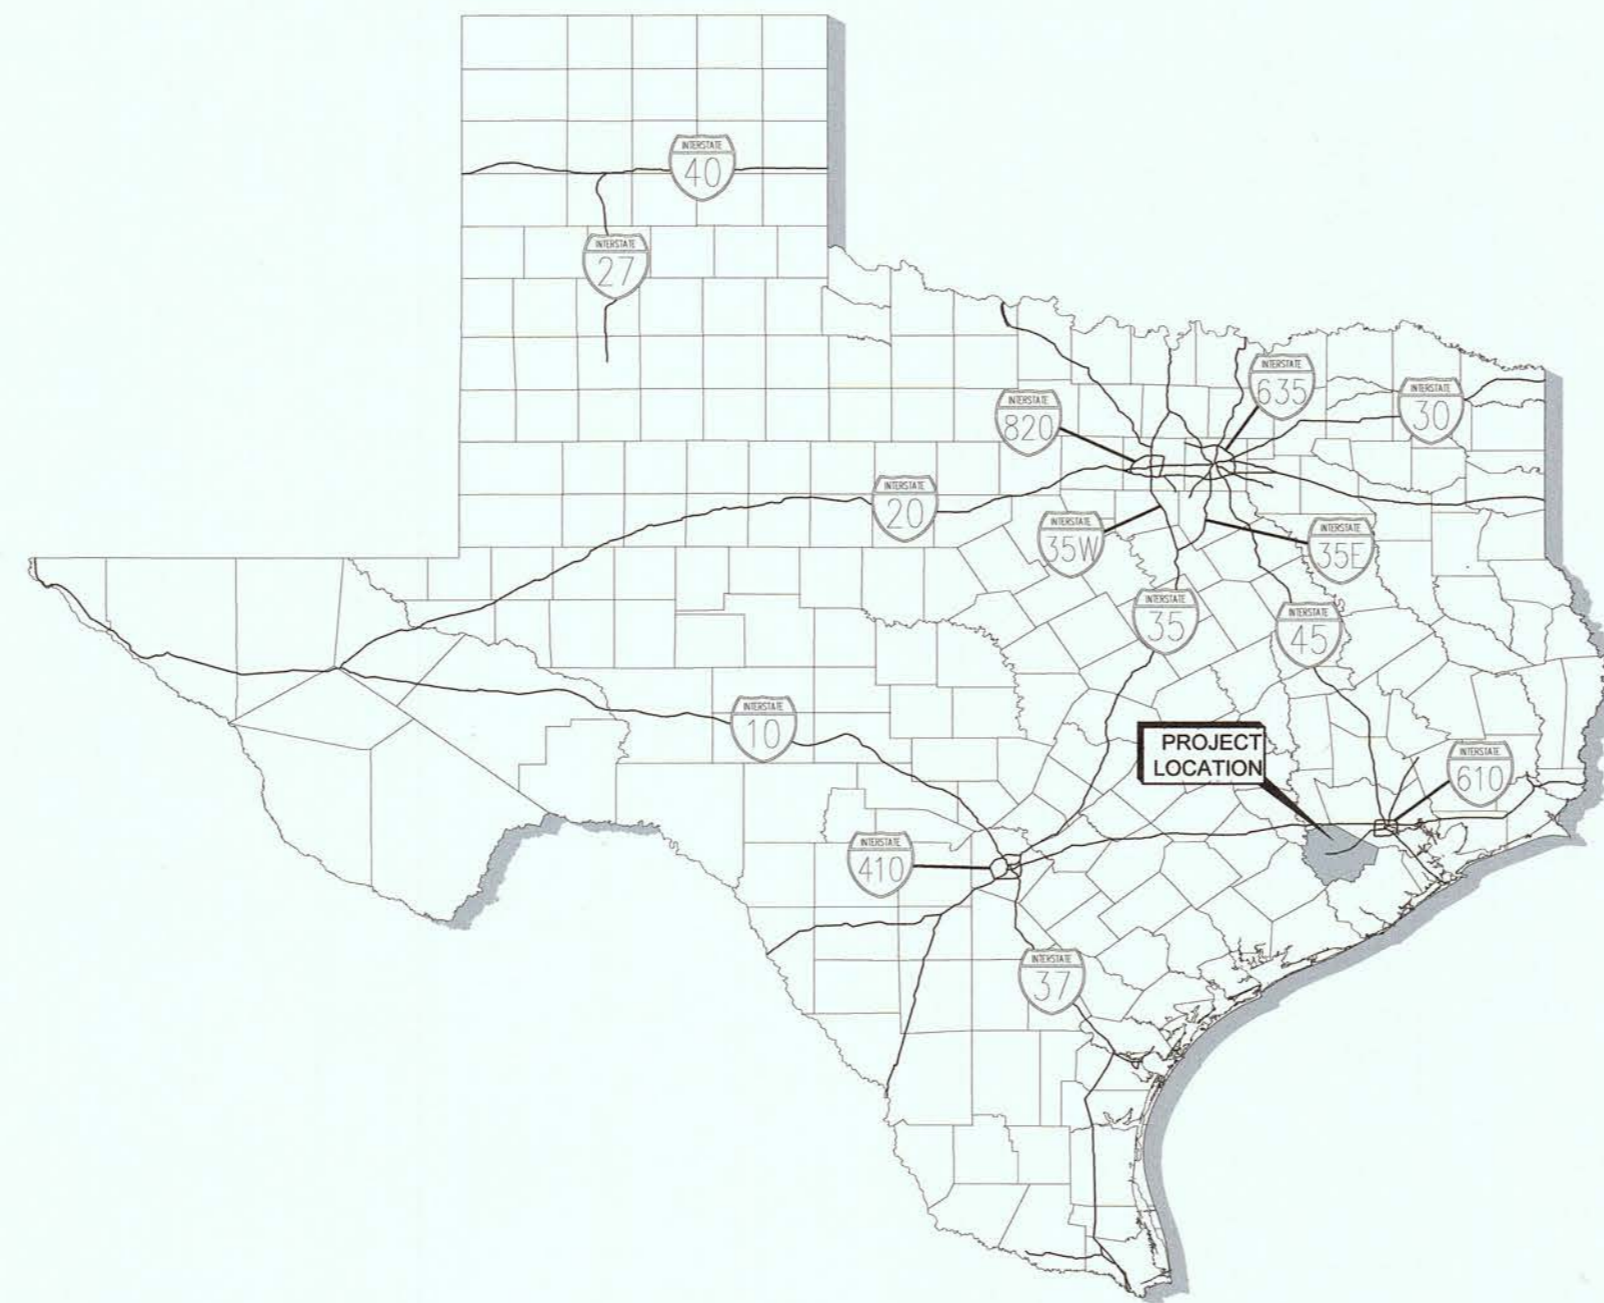 INTERSTATE
40
INTERSTATE
27
INTERSTATE
635
INTERSTATE
30
INTERSTATE
820
INTERSTATE
20
INTERSTATE
35W
INTERSTATE
35E
INTERSTATE
35
INTERSTATE
45
INTERSTATE
10
PROJECT
LOCATION
INTERSTATE
610
INTERSTATE
410
INTERSTATE
37